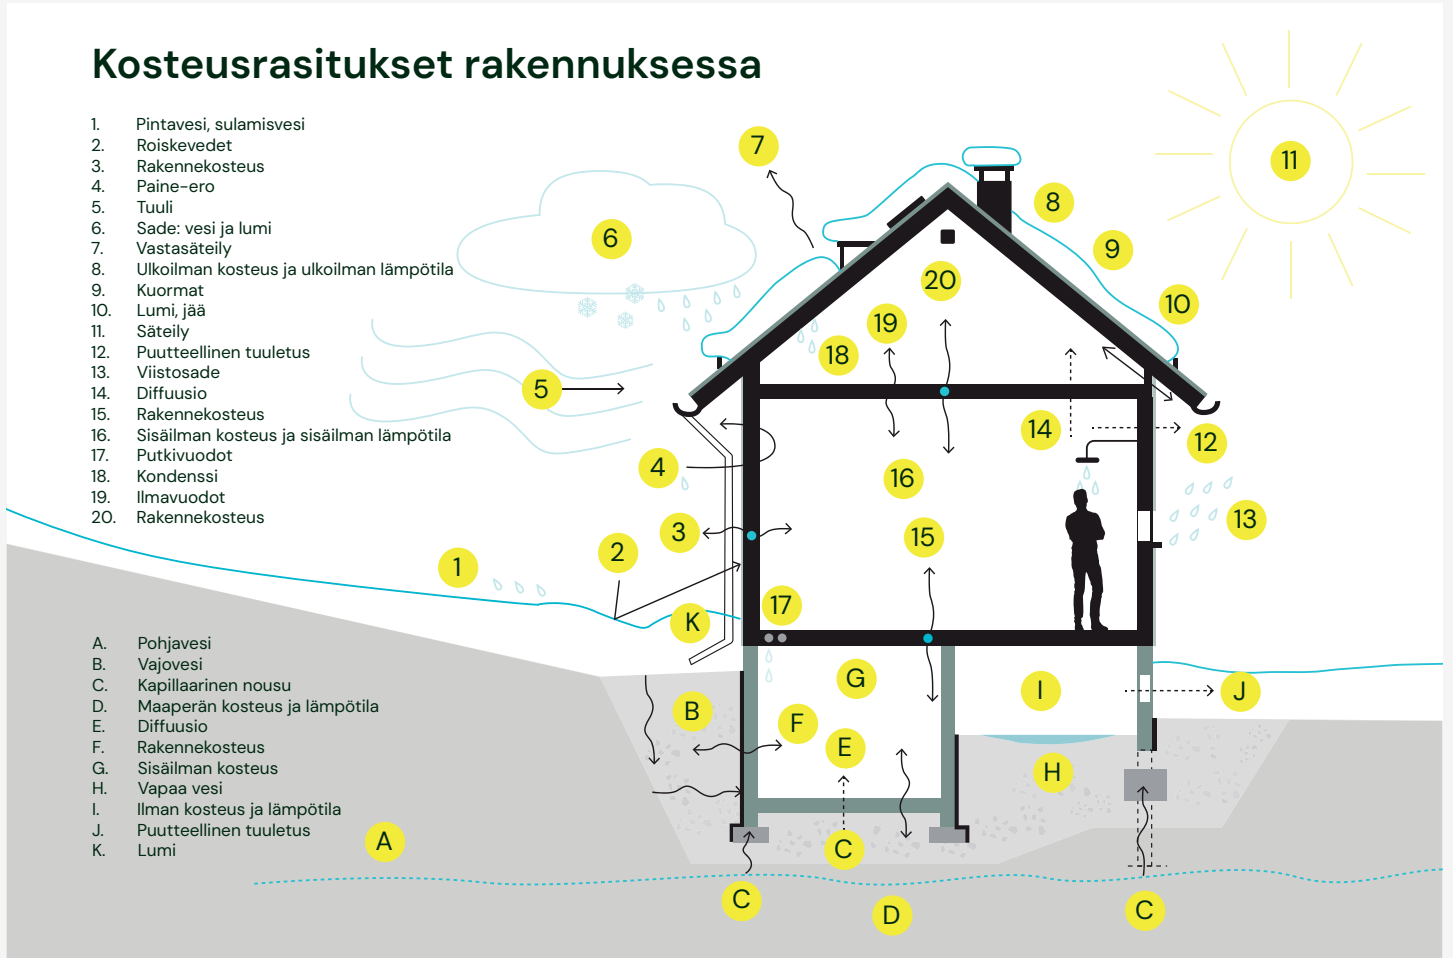 Kosteusrasitukset rakennuksessa
1. Pintavesi, sulamisvesi
2. Roiskevedet
3. Rakennekosteus
4. Paine-ero
5. Tuuli
6. Sade: vesi ja lumi
7. Vastasäteily
8. Ulkoilman kosteus ja ulkoilman lämpötila
9. Kuormat
10. Lumi, jää
11. Säteily
12. Puutteellinen tuuletus
13. Viistosade
14. Diffuusio
15. Rakennekosteus
16. Sisäilman kosteus ja sisäilman lämpötila
17. Putkivuodot
18. Kondenssi
19. Ilmavuodot
20. Rakennekosteus
A. Pohjavesi
B. Vajovesi
C. Kapillaarinen nousu
D. Maaperän kosteus ja lämpötila
E. Diffuusio
F. Rakennekosteus
G. Sisäilman kosteus
H. Vapaa vesi
I. Ilman kosteus ja lämpötila
J. Puutteellinen tuuletus
K. Lumi
7
11
8
6
9
20
10
19
18
5
14
12
4
16
13
3
15
2
1
17
K
G
I
J
B
F
E
H
A
C
C
D
C